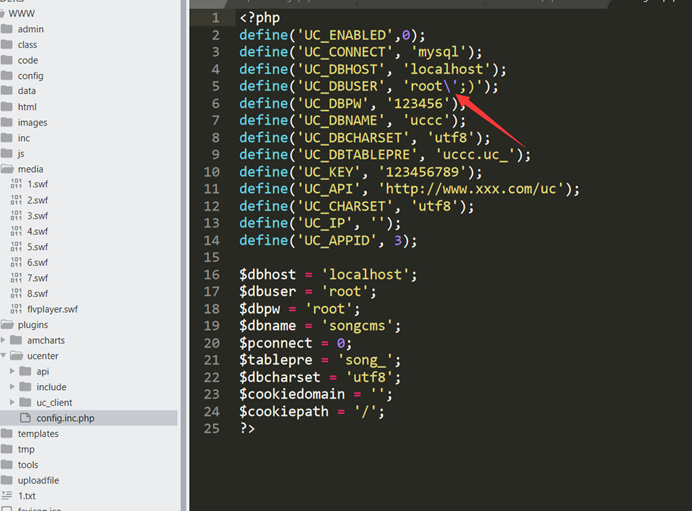 WWW
admin
class
code
config
data
html
images
inc
js
media
1.swf
2.swf
3.swf
4.swf
5.swf
6.swf
7.swf
8.swf
flvplayer.swf
plugins
amcharts
ucenter
api
include
uc_client
config.inc.php
templates
tmp
tools
uploadfile
1.txt
favicon.ico
1 <?php
2 define('UC_ENABLED',0);
3 define('UC_CONNECT', 'mysql');
4 define('UC_DBHOST', 'localhost');
5 define('UC_DBUSER', 'root\';)');
6 define('UC_DBPW', '123456');
7 define('UC_DBNAME', 'uccc');
8 define('UC_DBCHARSET', 'utf8');
9 define('UC_DBTABLEPRE', 'uccc.uc_');
10 define('UC_KEY', '123456789');
11 define('UC_API', 'http://www.xxx.com/uc');
12 define('UC_CHARSET', 'utf8');
13 define('UC_IP', '');
14 define('UC_APPID', 3);
15
16 $dbhost = 'localhost';
17 $dbuser = 'root';
18 $dbpw = 'root';
19 $dbname = 'songcms';
20 $pconnect = 0;
21 $tablepre = 'song_';
22 $dbcharset = 'utf8';
23 $cookiedomain = '';
24 $cookiepath = '/';
25 ?>